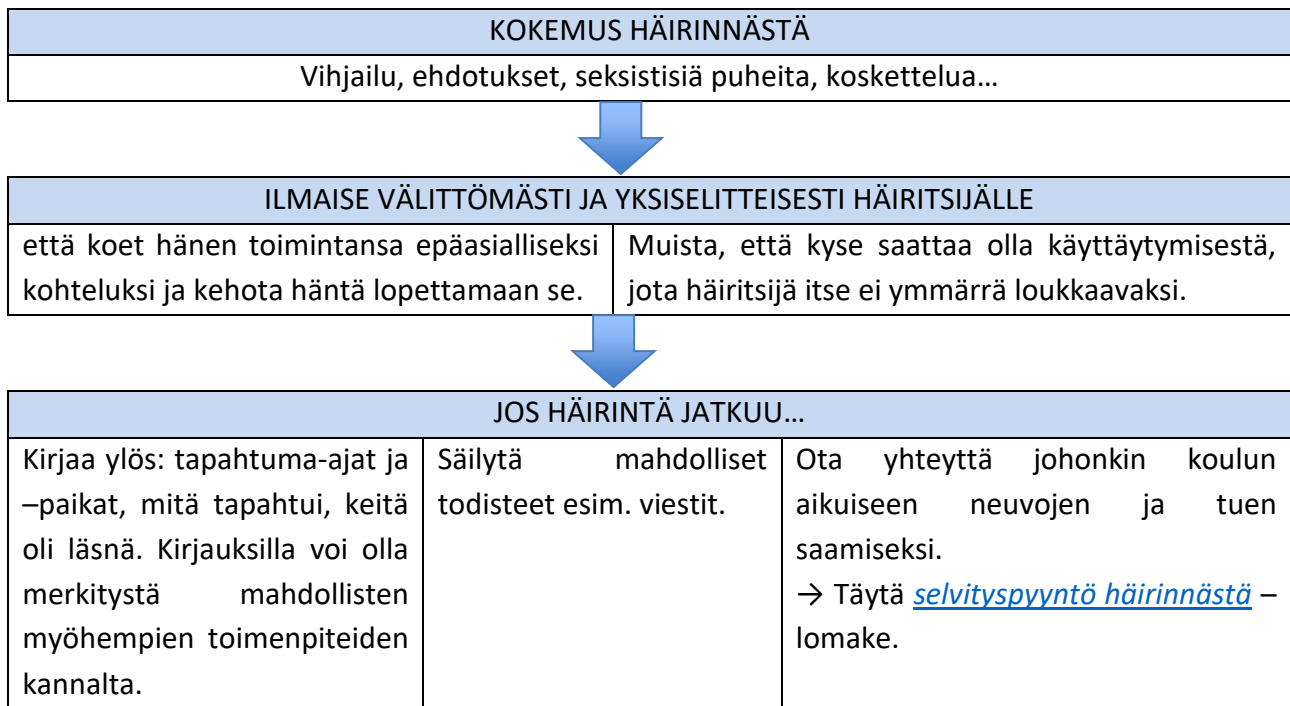 KOKEMUS HÄIRINNÄSTÄ
Vihjailu, ehdotukset, seksistisiä puheita, koskettelua…
ILMAISE VÄLITTÖMÄSTI JA YKSISELITTEISESTI HÄIRITSIJÄLLE
että koet hänen toimintansa epäasialliseksi
kohteluksi ja kehota häntä lopettamaan se.
Muista, että kyse saattaa olla käyttäytymisestä,
jota häiritsijä itse ei ymmärrä loukkaavaksi.
JOS HÄIRINTÄ JATKUU…
Kirjaa ylös: tapahtuma-ajat ja
–paikat, mitä tapahtui, keitä
oli läsnä. Kirjauksilla voi olla
merkitystä mahdollisten
myöhempien toimenpiteiden
kannalta.
Säilytä mahdolliset
todisteet esim. viestit.
Ota yhteyttä johonkin koulun
aikuiseen neuvojen ja tuen
saamiseksi.
→ Täytä selvityspyyntö häirinnästä –
lomake.